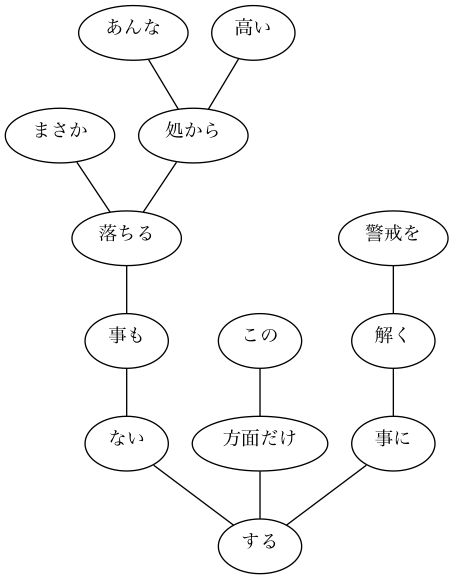 あんな
高い
まさか
処から
落ちる
警戒を
事も
この
解く
ない
方面だけ
事に
する